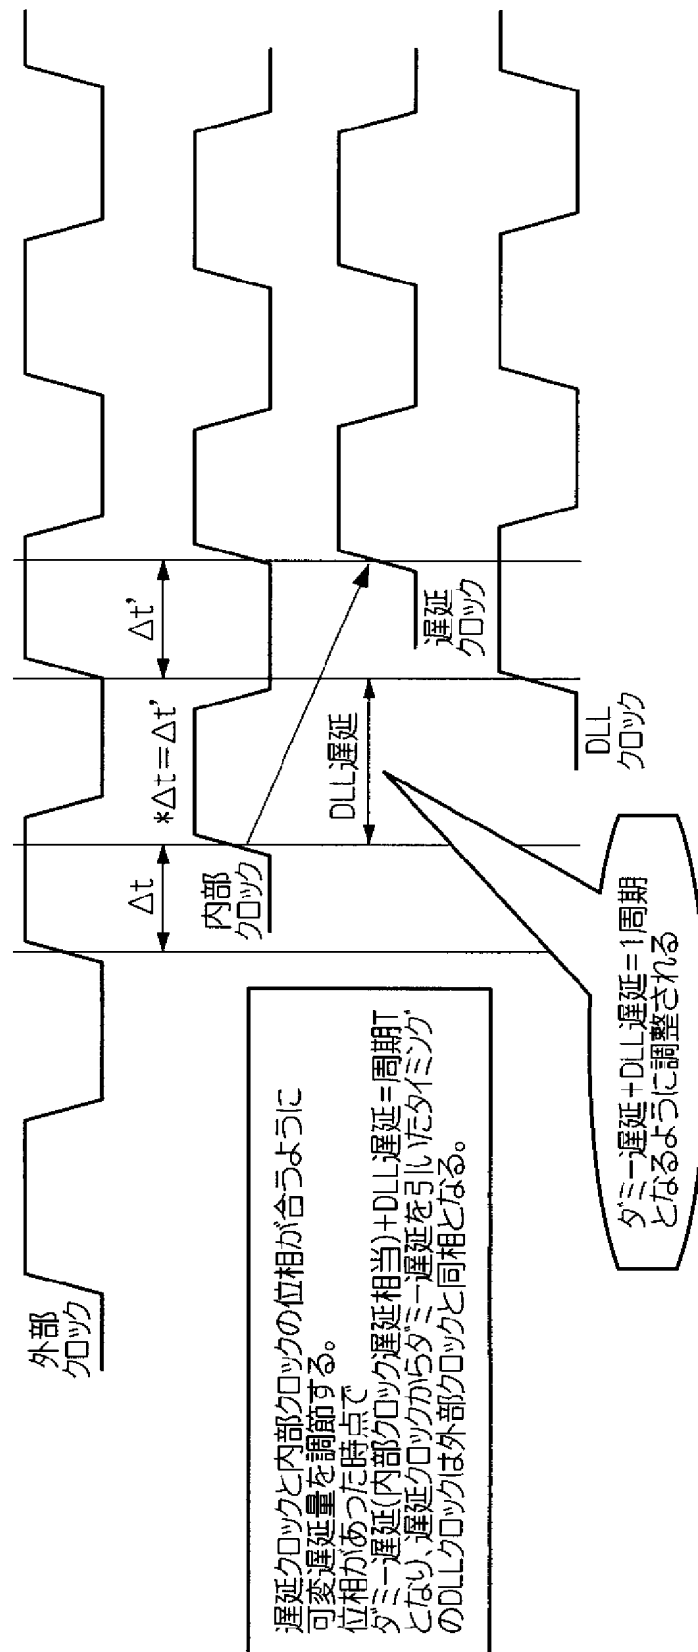 外部
クロック
Δt
*Δt=Δt'
Δt'
内部
クロック
DLL遅延
遅延
クロック
DLL
クロック
遅延クロックと内部クロックの位相が合うように
可変遅延量を調節する。
位相があった時点で
ダミー遅延(内部クロック遅延相当)+DLL遅延=周期T
となり、遅延クロックからダミー遅延を引いたタイミング
のDLLクロックは外部クロックと同相となる。
ダミー遅延+DLL遅延=1周期
となるように調整される